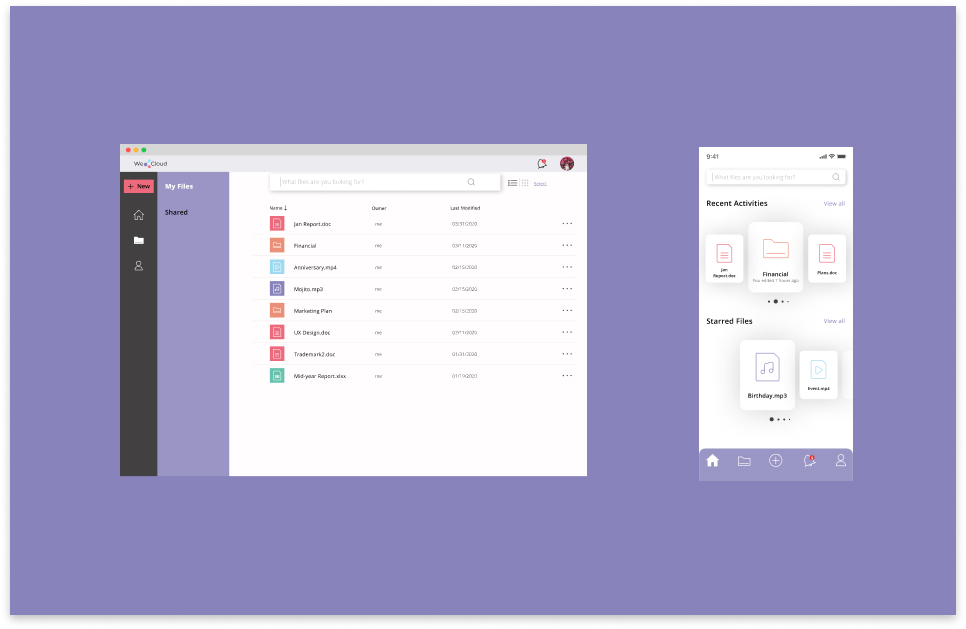 We Cloud
+ New
My Files
Shared
What files are you looking for?
Select
Name ↓ Owner Last Modified
Jan Report.doc me 03/31/2020
Financial me 03/11/2020
Anniversary.mp4 me 02/15/2020
Mojito.mp3 me 02/15/2020
Marketing Plan me 02/15/2020
UX Design.doc me 02/11/2020
Trademark2.doc me 01/31/2020
Mid-year Report.xlsx me 01/19/2020
9:41
What files are you looking for?
Recent Activities View all
Jan
Report.doc
Financial
You edited 7 hours ago
Plans.doc
Starred Files View all
Birthday.mp3
Event.mp4